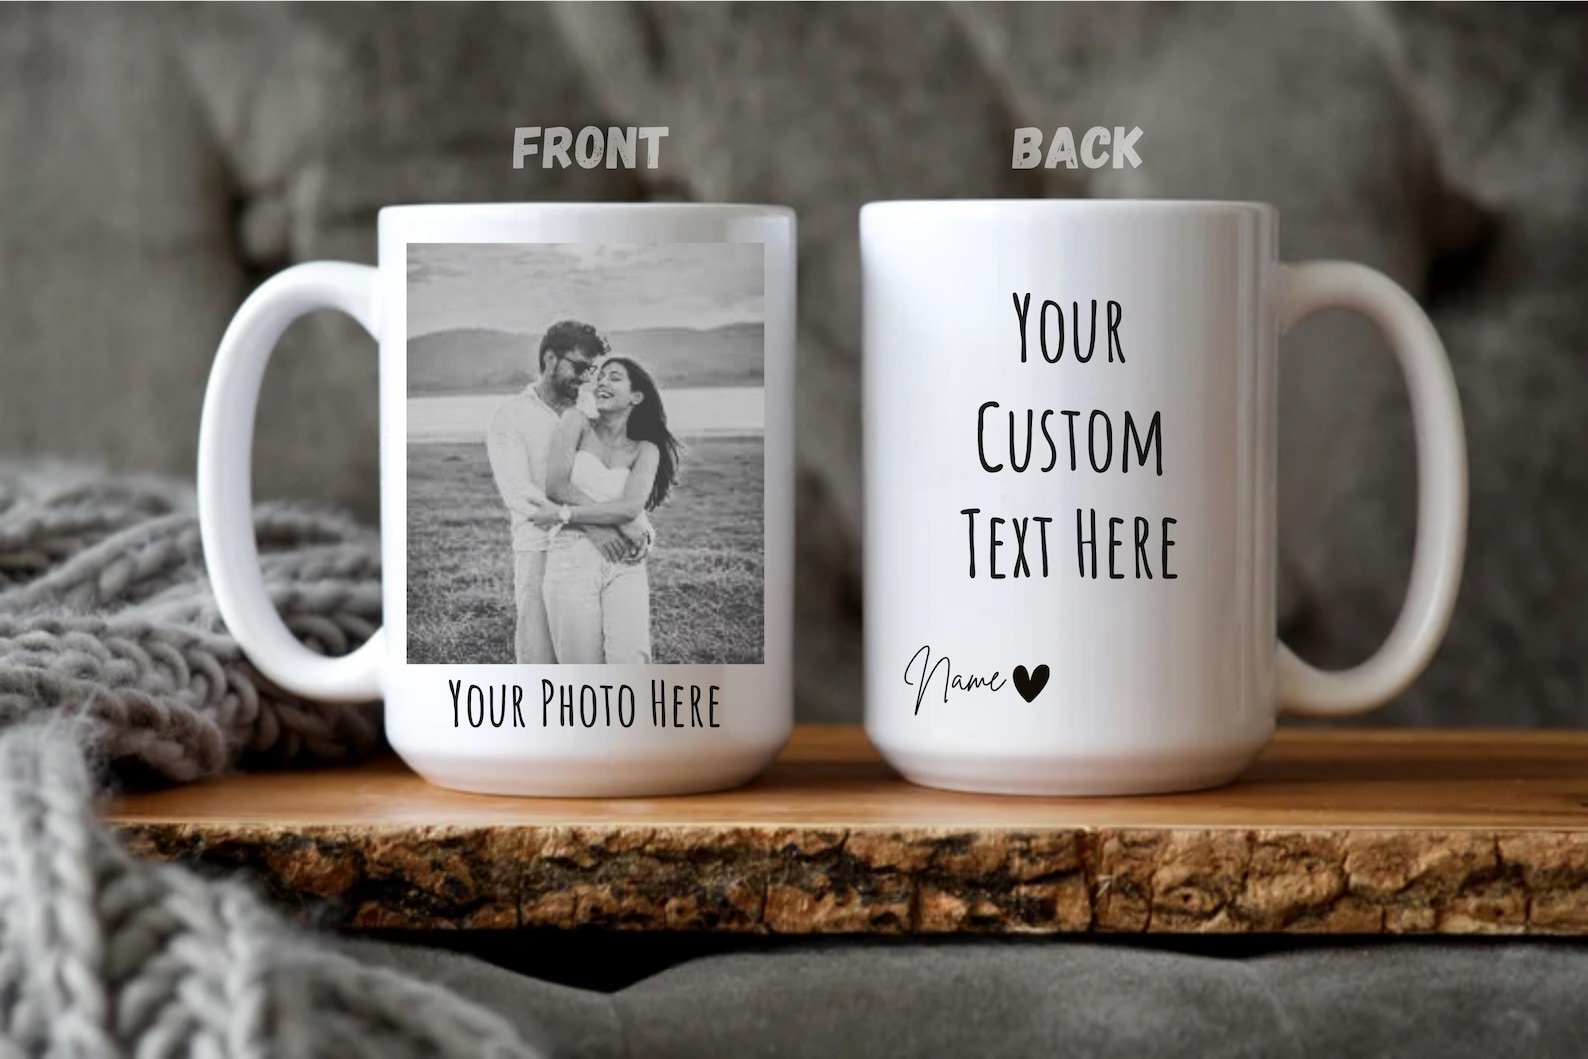 FRONT
BACK
YOUR PHOTO HERE
YOUR
CUSTOM
TEXT HERE
Name